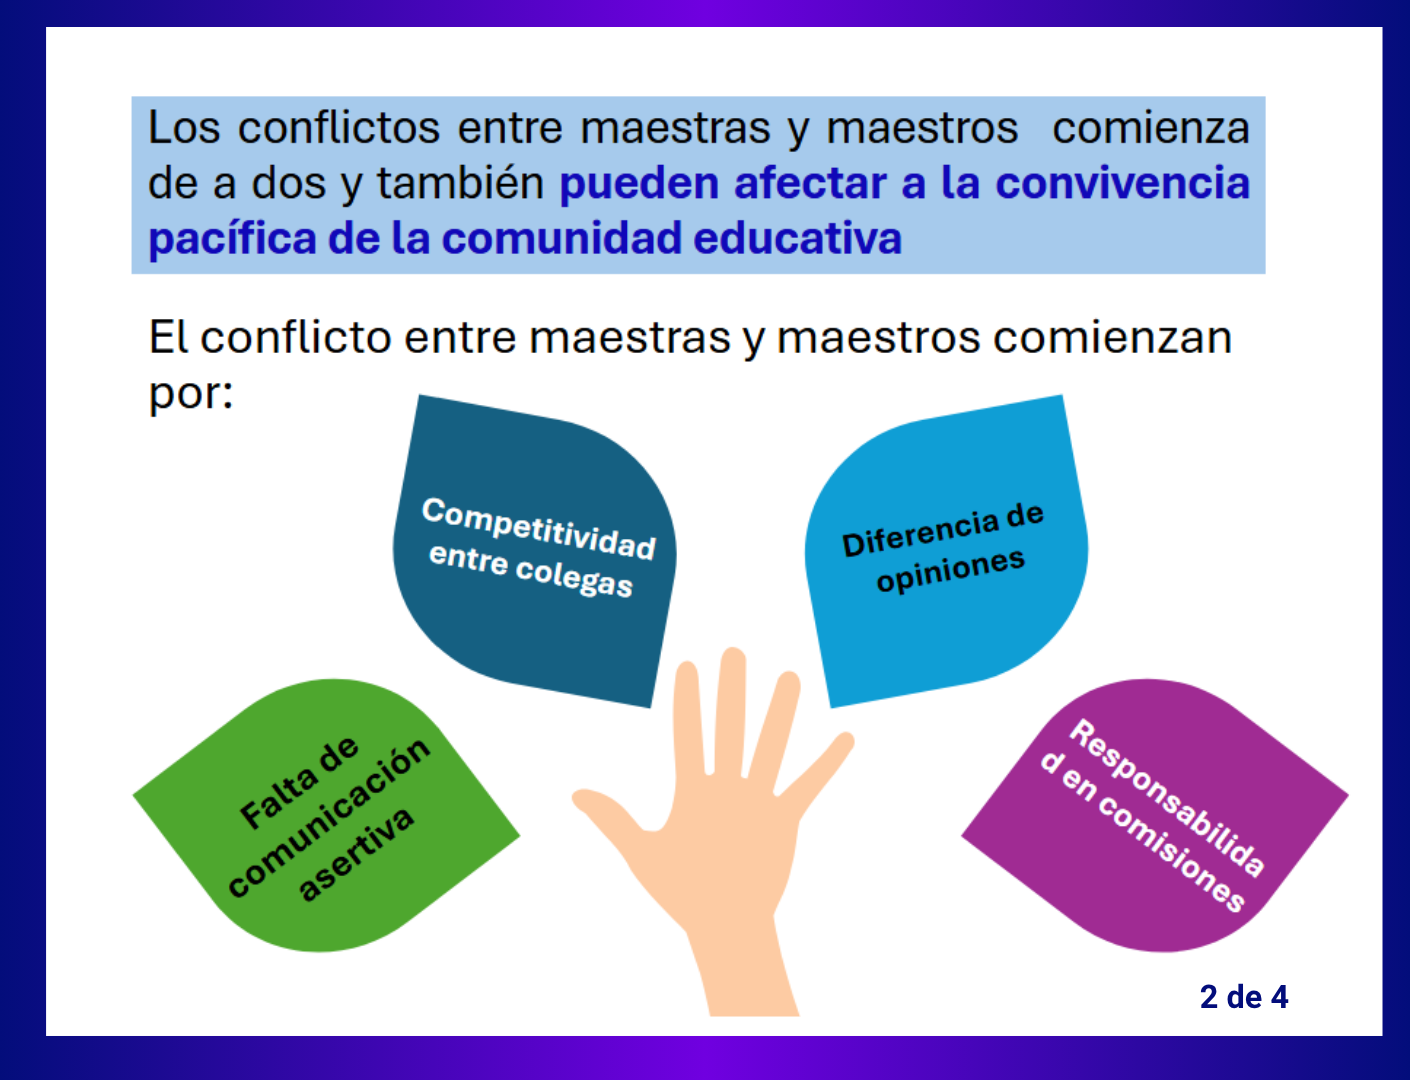 Los conflictos entre maestras y maestros comienza
de a dos y también pueden afectar a la convivencia
pacífica de la comunidad educativa
El conflicto entre maestras y maestros comienzan
por:
Competitividad
entre colegas
Diferencia de
opiniones
Falta de
comunicación
asertiva
Responsabilida
d en comisiones
2 de 4